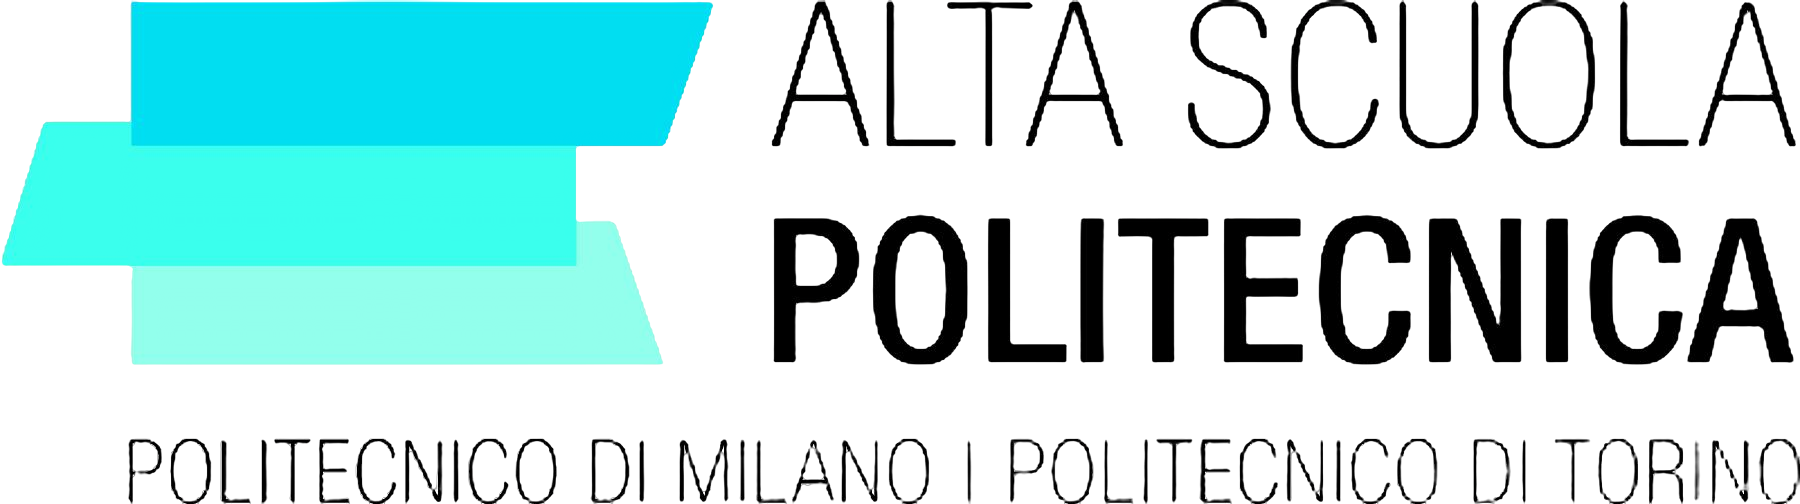 ALTA SCUOLA
POLITECNICA
POLITECNICO DI MILANO | POLITECNICO DI TORINO